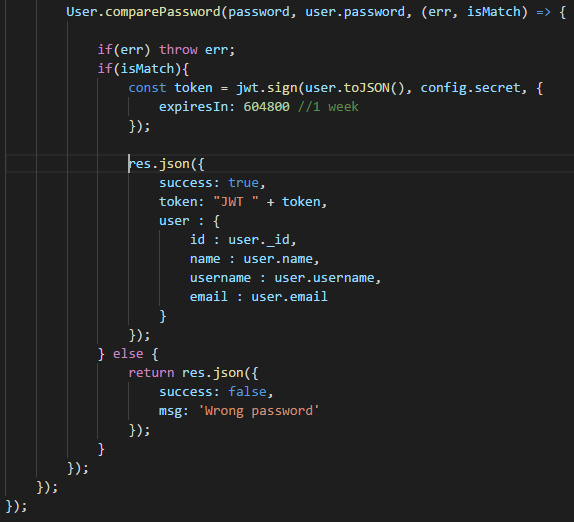 User.comparePassword(password, user.password, (err, isMatch) => {
if(err) throw err;
if(isMatch){
const token = jwt.sign(user.toJSON(), config.secret, {
expiresIn: 604800 //1 week
});
res.json({
success: true,
token: "JWT " + token,
user : {
id : user._id,
name : user.name,
username : user.username,
email : user.email
}
});
} else {
return res.json({
success: false,
msg: 'Wrong password'
});
}
});
});
});